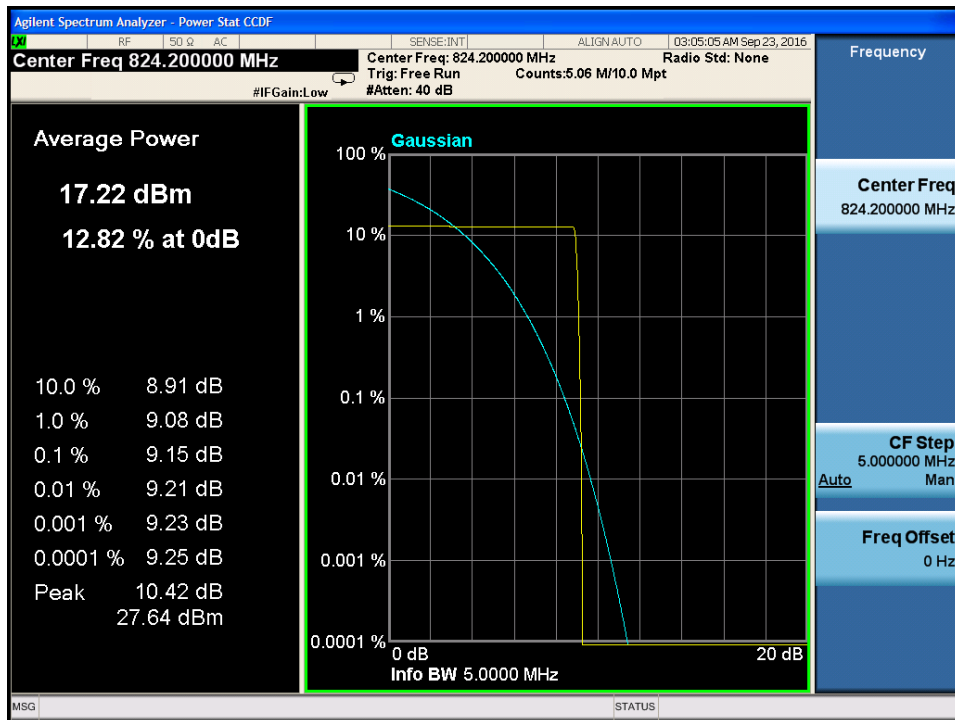 Agilent Spectrum Analyzer - Power Stat CCDF
LXI RF 50 Ω AC SENSE:INT ALIGN AUTO 03:05:05 AM Sep 23, 2016
Center Freq 824.200000 MHz
Center Freq: 824.200000 MHz Radio Std: None
Trig: Free Run Counts:5.06 M/10.0 Mpt
#IFGain:Low #Atten: 40 dB
Average Power
17.22 dBm
12.82 % at 0dB
10.0 % 8.91 dB
1.0 % 9.08 dB
0.1 % 9.15 dB
0.01 % 9.21 dB
0.001 % 9.23 dB
0.0001 % 9.25 dB
Peak 10.42 dB
27.64 dBm
Gaussian
100 %
10 %
1 %
0.1 %
0.01 %
0.001 %
0.0001 %
0 dB 20 dB
Info BW 5.0000 MHz
Frequency
Center Freq
824.200000 MHz
CF Step
5.000000 MHz
Auto Man
Freq Offset
0 Hz
MSG STATUS